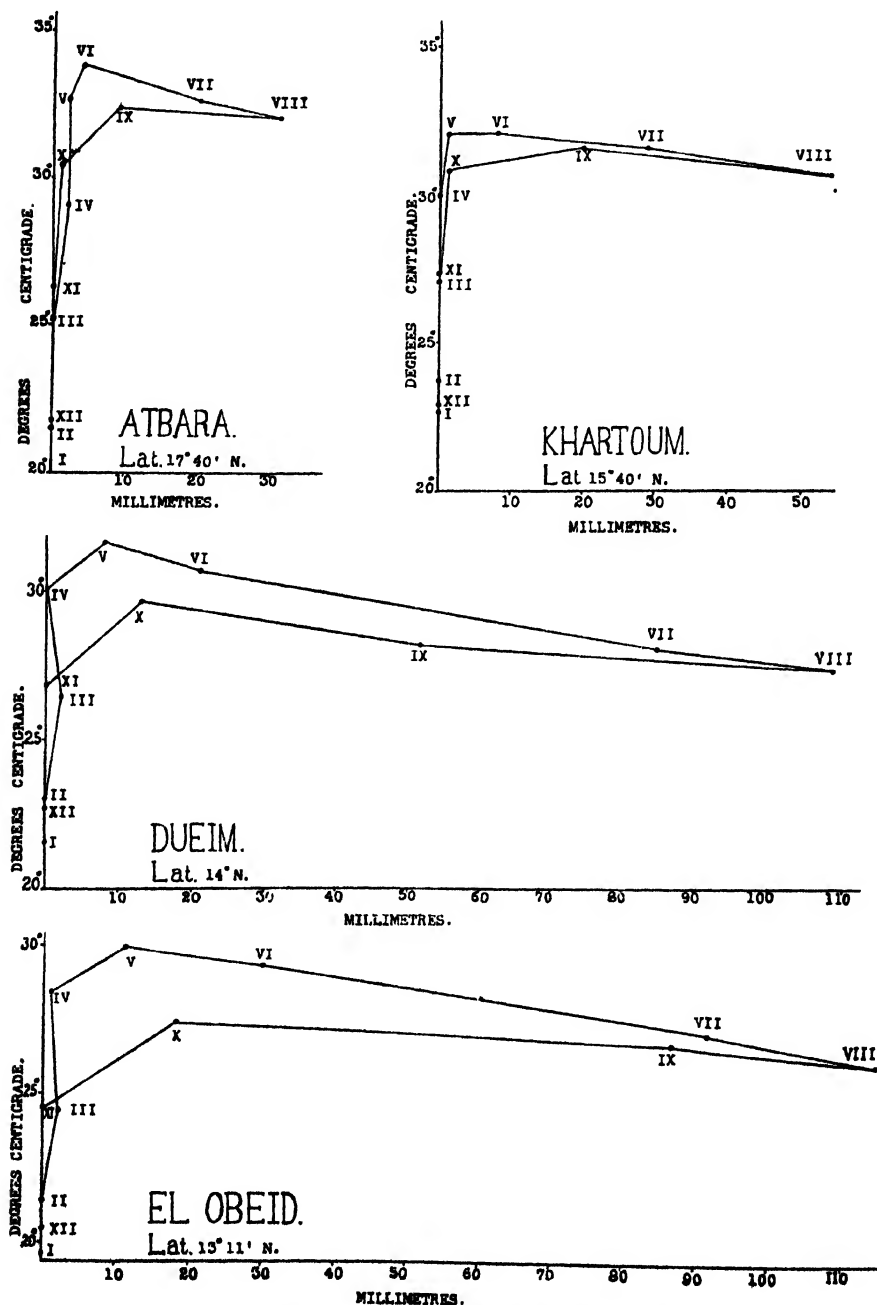 35°
VI
V
VII
VIII
IX
X
30°
IV
XI
25°
III
XII
II
I
20°
DEGREES CENTIGRADE.
ATBARA.
Lat. 17°40' N.
10 20 30
MILLIMETRES.
35°
V VI
VII
VIII
X
IX
30°
IV
XI
III
25°
II
XII
I
20°
DEGREES CENTIGRADE.
KHARTOUM.
Lat 15°40' N.
10 20 30 40 50
MILLIMETRES.
30°
IV
V
VI
X
VII
IX
VIII
XI
III
25°
II
XII
I
20°
DEGREES CENTIGRADE.
DUEIM.
Lat. 14° N.
10 20 30 40 50 60 70 80 90 100 110
MILLIMETRES.
30°
V
VI
IV
VII
X
IX
VIII
25°
XI
III
II
XII
20°
I
DEGREES CENTIGRADE.
EL OBEID.
Lat. 13°11' N.
10 20 30 40 50 60 70 80 90 100 110
MILLIMETRES.